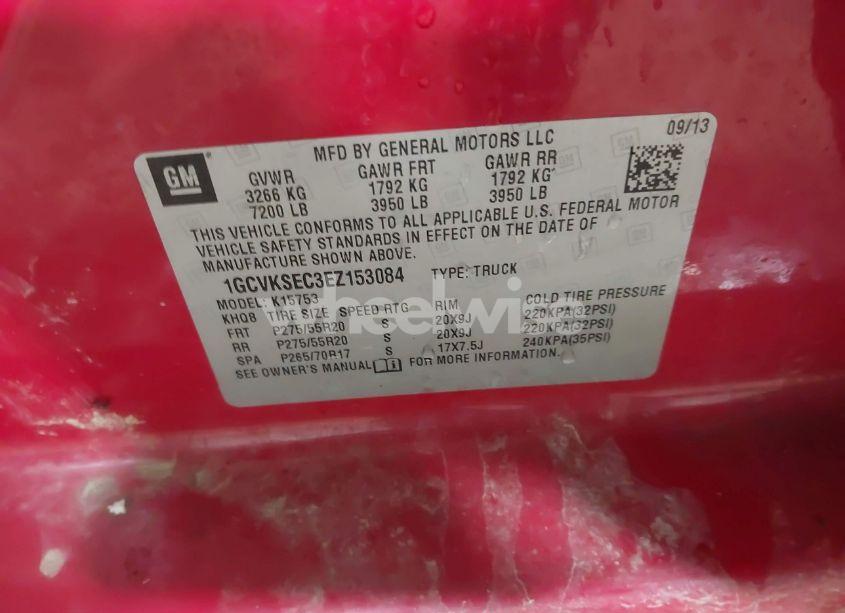 MFD BY GENERAL MOTORS LLC
09/13
GM
GVWR GAWR FRT GAWR RR
3266 KG 1792 KG 1792 KG
7200 LB 3950 LB 3950 LB
THIS VEHICLE CONFORMS TO ALL APPLICABLE U.S. FEDERAL MOTOR
VEHICLE SAFETY STANDARDS IN EFFECT ON THE DATE OF
MANUFACTURE SHOWN ABOVE.
1GCVKSEC3EZ153084 TYPE: TRUCK
MODEL: K15753
KHQ8 TIRE SIZE SPEED RTG RIM COLD TIRE PRESSURE
FRT P275/55R20 S 20X9J 220KPA(32PSI)
RR P275/55R20 S 20X9J 220KPA(32PSI)
SPA P265/70R17 S 17X7.5J 240KPA(35PSI)
SEE OWNER'S MANUAL FOR MORE INFORMATION.
wheelwi